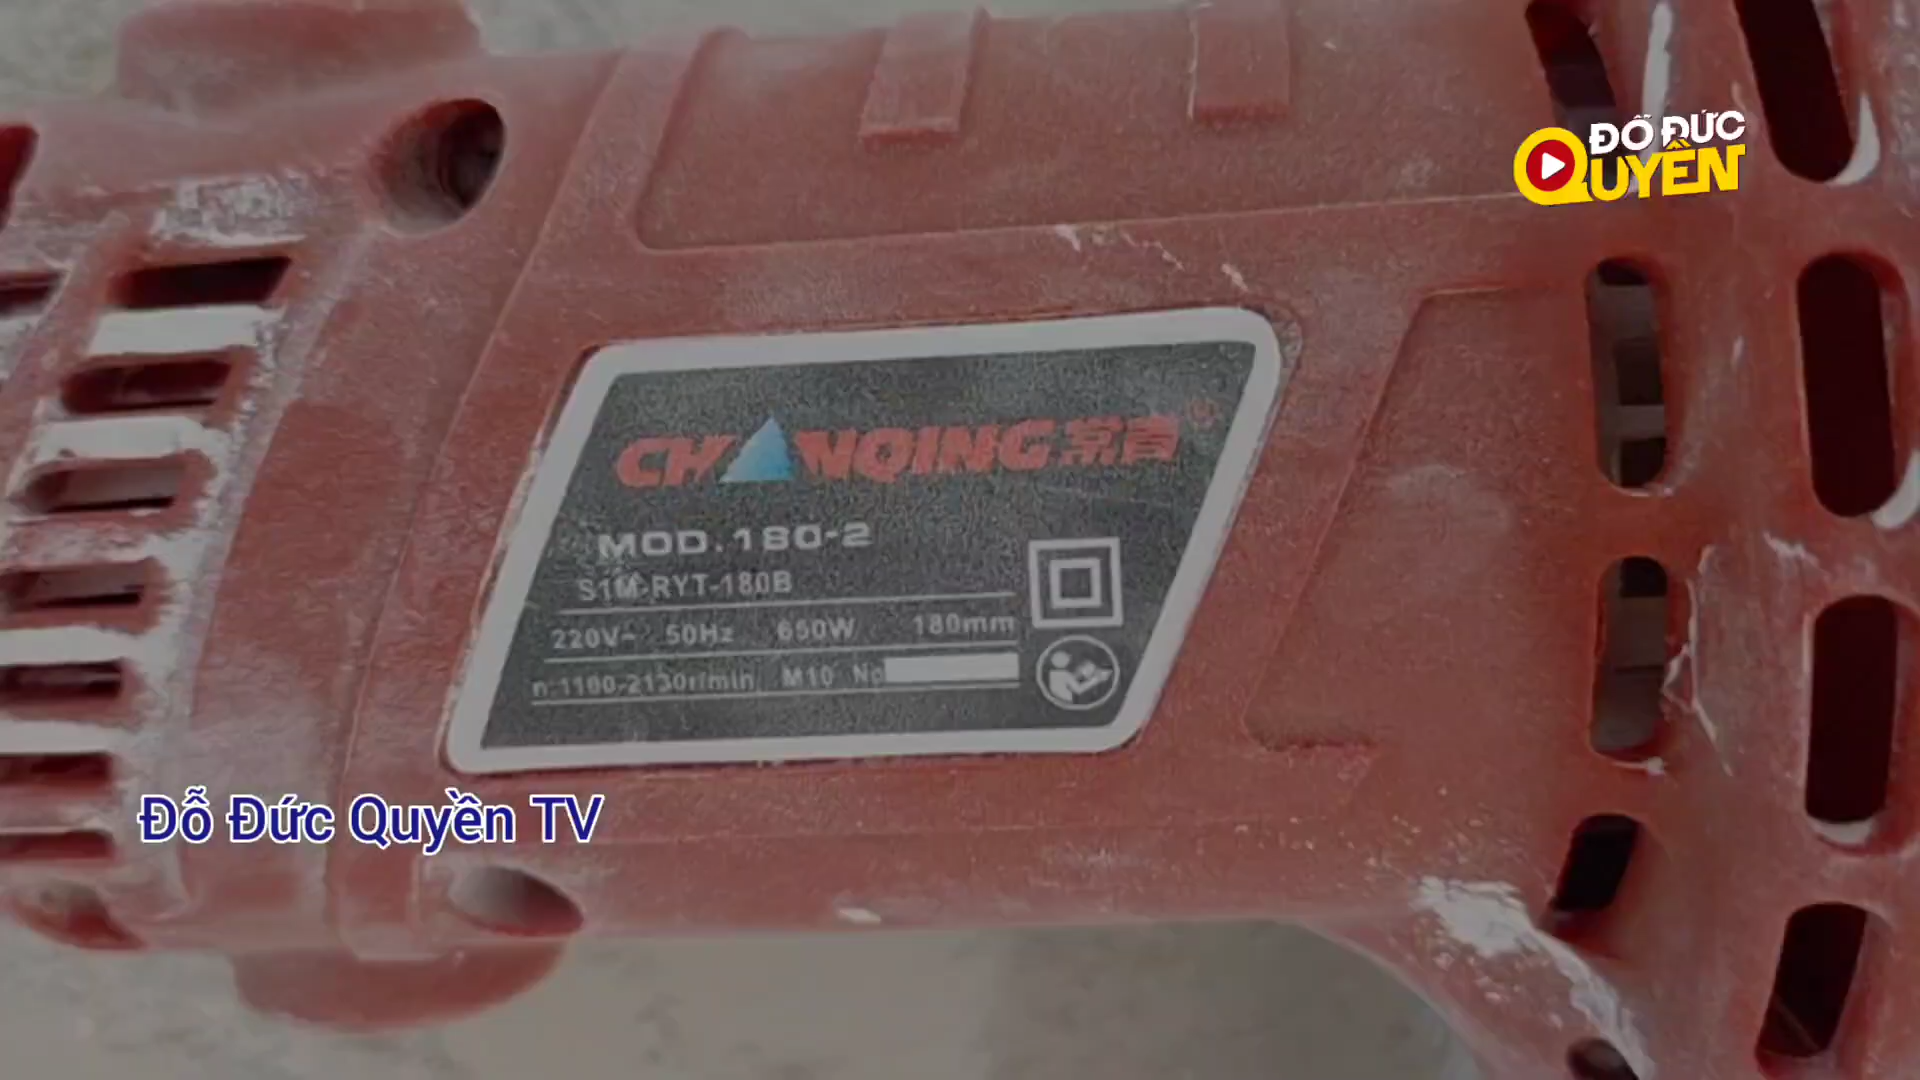 ĐỖ ĐỨC
QUYỀN
CHANQING 常青®
MOD.180-2
S1M-RYT-180B
220V~ 50Hz 650W 180mm
n:1100-2130r/min M10 No
Đỗ Đức Quyền TV